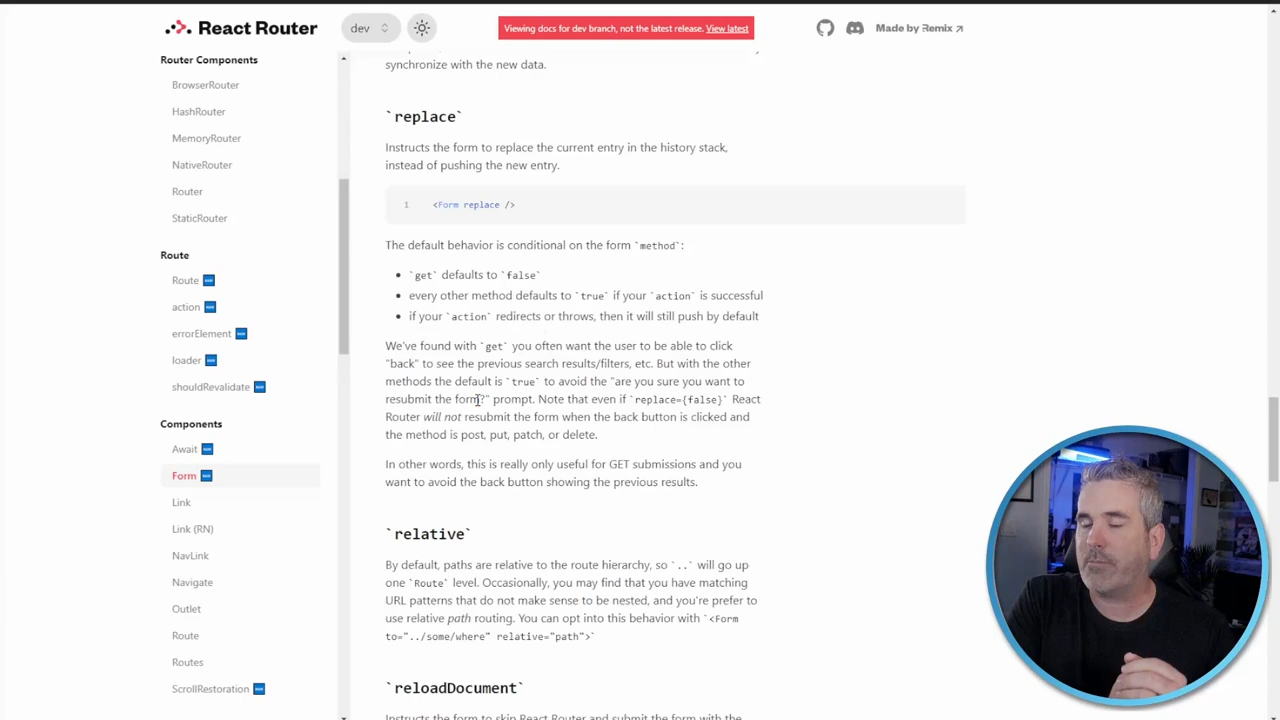 React Router
dev
Viewing docs for dev branch, not the latest release. View latest
Made by Remix ↗
Router Components
BrowserRouter
HashRouter
MemoryRouter
NativeRouter
Router
StaticRouter
Route
Route
action
errorElement
loader
shouldRevalidate
Components
Await
Form
Link
Link (RN)
NavLink
Navigate
Outlet
Route
Routes
ScrollRestoration
synchronize with the new data.
`replace`
Instructs the form to replace the current entry in the history stack,
instead of pushing the new entry.
1 <Form replace />
The default behavior is conditional on the form `method`:
• `get` defaults to `false`
• every other method defaults to `true` if your `action` is successful
• if your `action` redirects or throws, then it will still push by default
We've found with `get` you often want the user to be able to click
"back" to see the previous search results/filters, etc. But with the other
methods the default is `true` to avoid the "are you sure you want to
resubmit the form?" prompt. Note that even if `replace={false}` React
Router will not resubmit the form when the back button is clicked and
the method is post, put, patch, or delete.
In other words, this is really only useful for GET submissions and you
want to avoid the back button showing the previous results.
`relative`
By default, paths are relative to the route hierarchy, so `..` will go up
one `Route` level. Occasionally, you may find that you have matching
URL patterns that do not make sense to be nested, and you're prefer to
use relative path routing. You can opt into this behavior with `<Form
to="../some/where" relative="path">`
`reloadDocument`
Instructs the form to skip React Router and submit the form with the